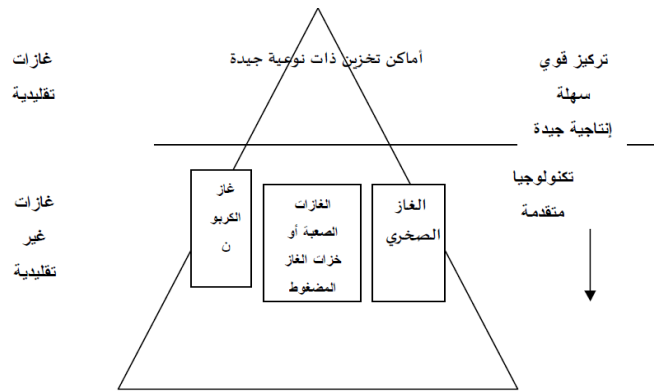 أماكن تخزين ذات نوعية جيدة
تركيز قوي
سهلة
إنتاجية جيدة
غازات
تقليدية
تكنولوجيا
متقدمة
الغاز
الصخري
الغازات
الصعبة أو
خزات الغاز
المضغوط
غاز
الكربو
ن
غازات
غير
تقليدية